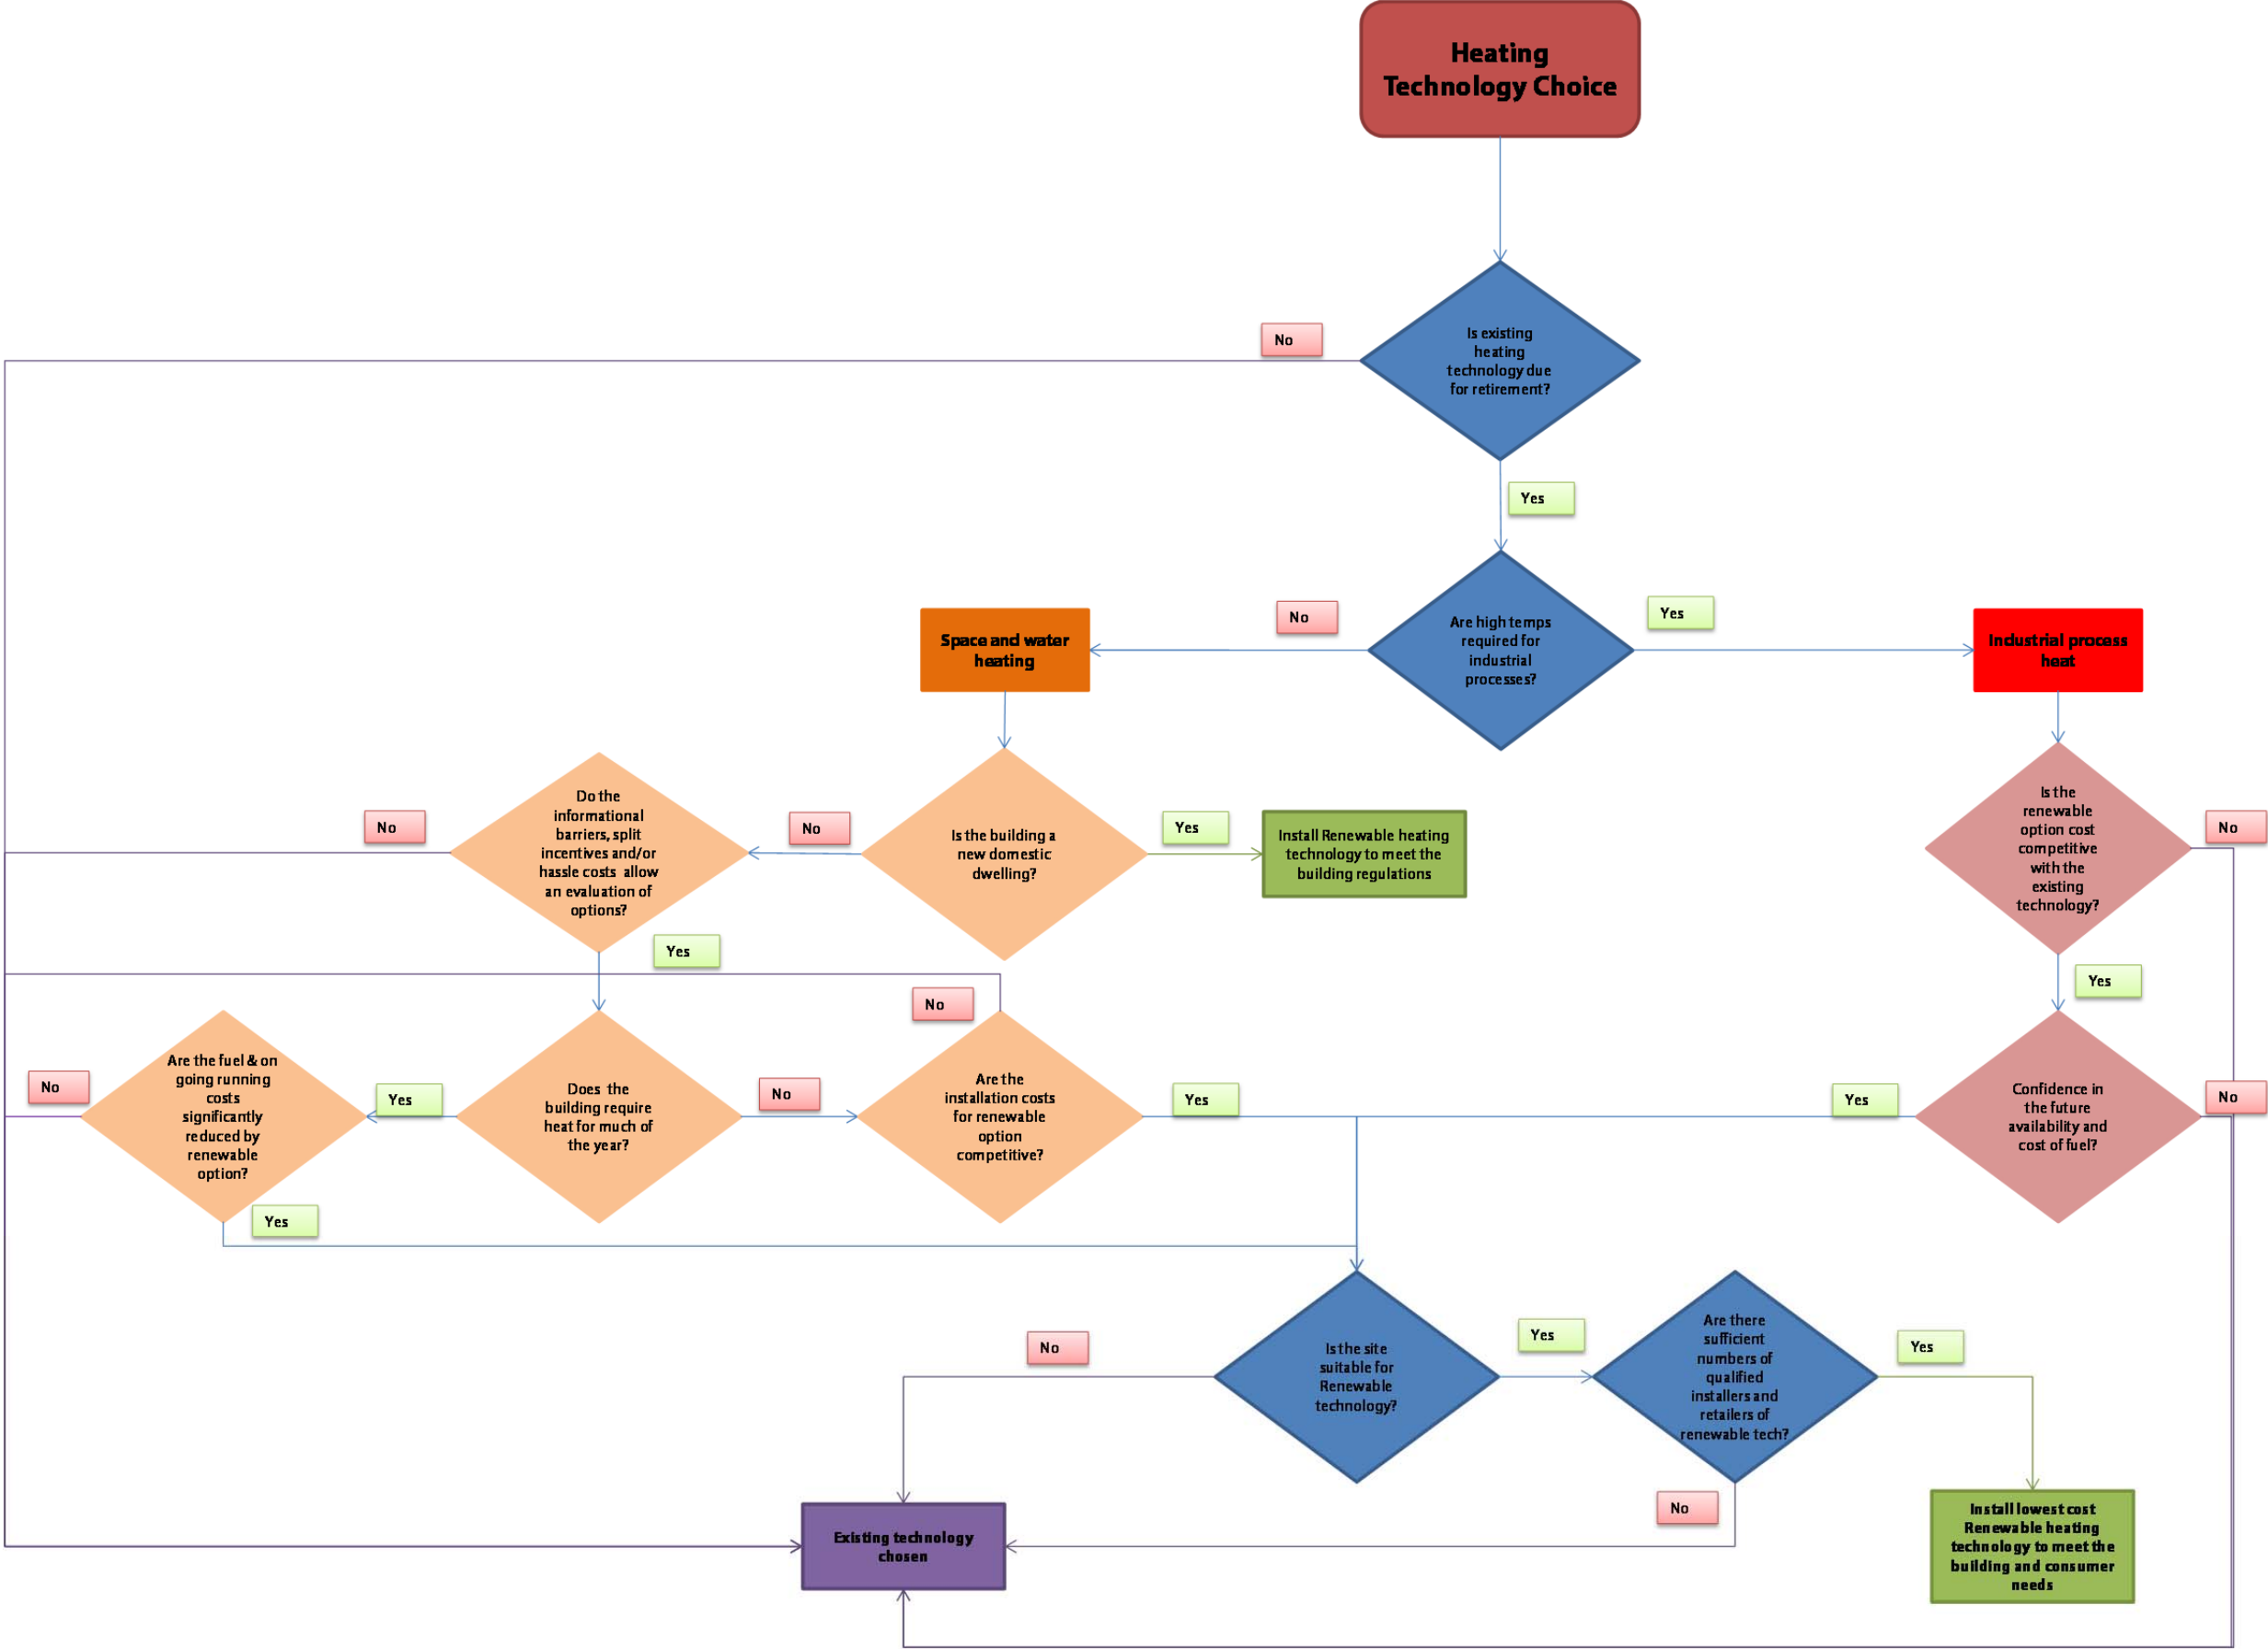 Heating
Technology Choice
No
Is existing
heating
technology due
for retirement?
Yes
No
Are high temps
required for
industrial
processes?
Yes
Space and water
heating
Industrial process
heat
No
Do the
informational
barriers, split
incentives and/or
hassle costs allow
an evaluation of
options?
No
Is the building a
new domestic
dwelling?
Yes
Install Renewable heating
technology to meet the
building regulations
Is the
renewable
option cost
competitive
with the
existing
technology?
No
Yes
Yes
No
No
Are the fuel & on
going running
costs
significantly
reduced by
renewable
option?
Yes
Does the
building require
heat for much of
the year?
No
Are the
installation costs
for renewable
option
competitive?
Yes
Yes
Confidence in
the future
availability and
cost of fuel?
No
Yes
No
Is the site
suitable for
Renewable
technology?
Yes
Are there
sufficient
numbers of
qualified
installers and
retailers of
renewable tech?
Yes
No
Existing technology
chosen
Install lowest cost
Renewable heating
technology to meet the
building and consumer
needs